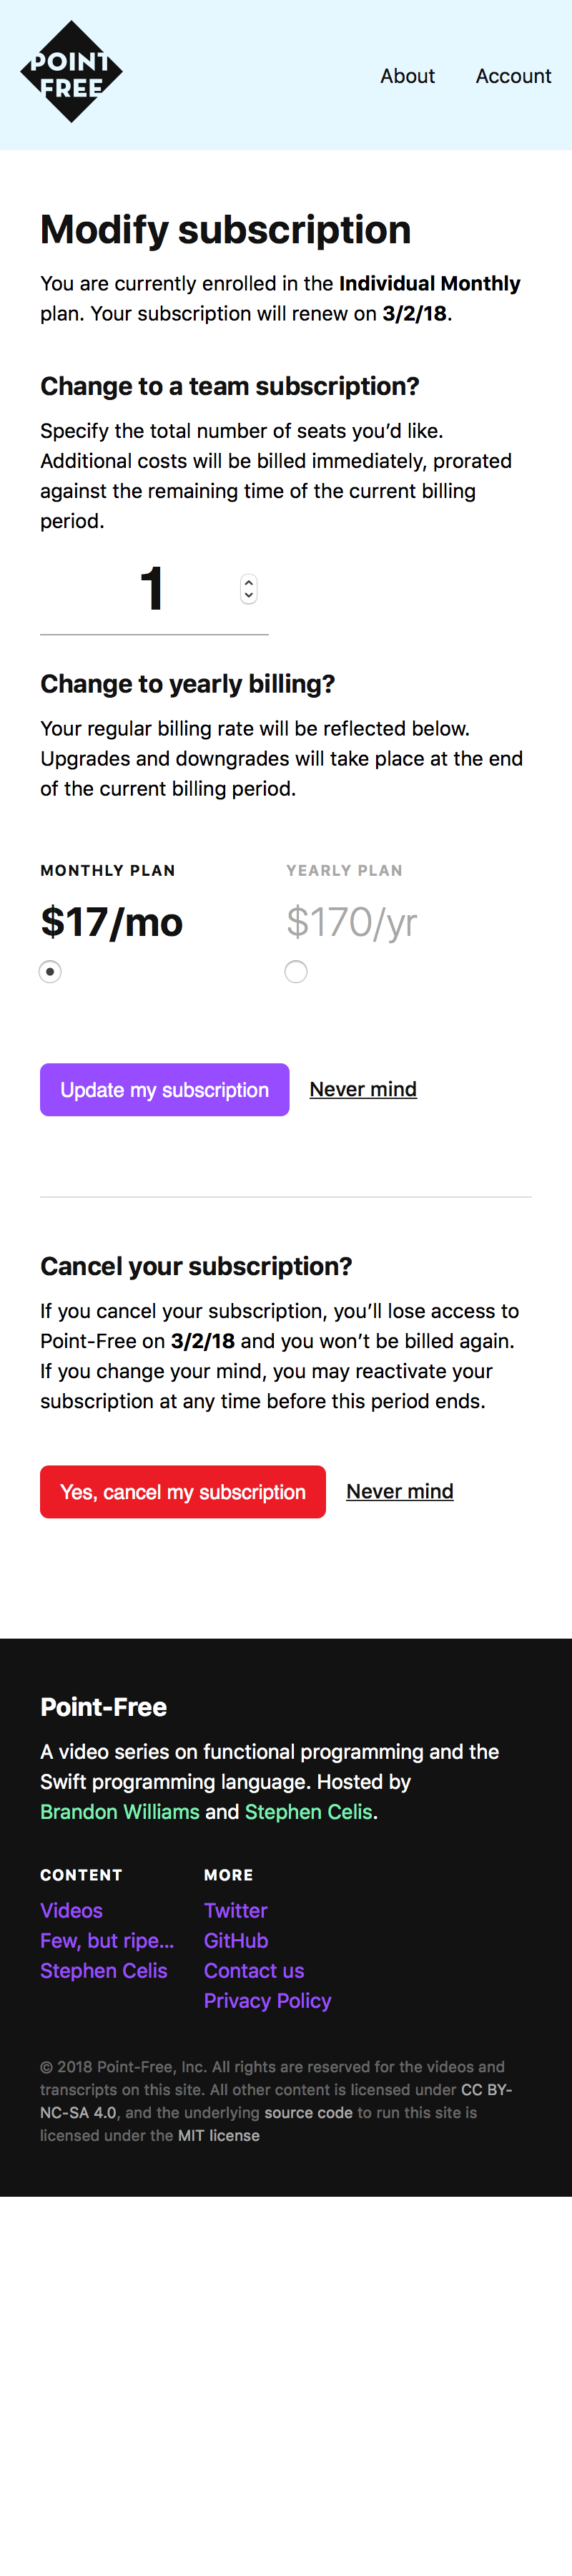 POINT
FREE
About Account
Modify subscription
You are currently enrolled in the Individual Monthly
plan. Your subscription will renew on 3/2/18.
Change to a team subscription?
Specify the total number of seats you’d like.
Additional costs will be billed immediately, prorated
against the remaining time of the current billing
period.
1
Change to yearly billing?
Your regular billing rate will be reflected below.
Upgrades and downgrades will take place at the end
of the current billing period.
MONTHLY PLAN YEARLY PLAN
$17/mo $170/yr
Update my subscription Never mind
Cancel your subscription?
If you cancel your subscription, you’ll lose access to
Point-Free on 3/2/18 and you won’t be billed again.
If you change your mind, you may reactivate your
subscription at any time before this period ends.
Yes, cancel my subscription Never mind
Point-Free
A video series on functional programming and the
Swift programming language. Hosted by
Brandon Williams and Stephen Celis.
CONTENT MORE
Videos Twitter
Few, but ripe… GitHub
Stephen Celis Contact us
Privacy Policy
© 2018 Point-Free, Inc. All rights are reserved for the videos and
transcripts on this site. All other content is licensed under CC BY-
NC-SA 4.0, and the underlying source code to run this site is
licensed under the MIT license